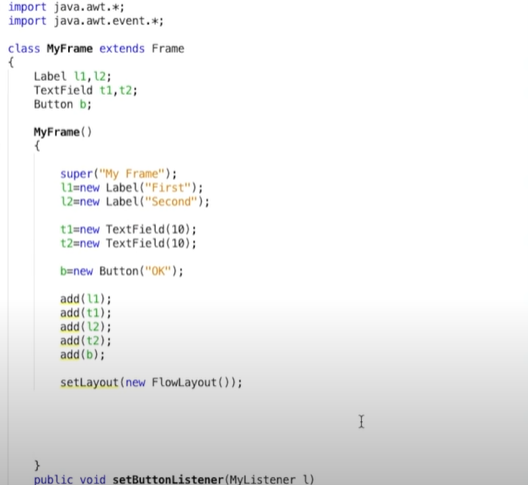 import java.awt.*;
import java.awt.event.*;
class MyFrame extends Frame
{
Label l1,l2;
TextField t1,t2;
Button b;
MyFrame()
{
super("My Frame");
l1=new Label("First");
l2=new Label("Second");
t1=new TextField(10);
t2=new TextField(10);
b=new Button("OK");
add(l1);
add(t1);
add(l2);
add(t2);
add(b);
setLayout(new FlowLayout());
}
public void setButtonListener(MyListener l)